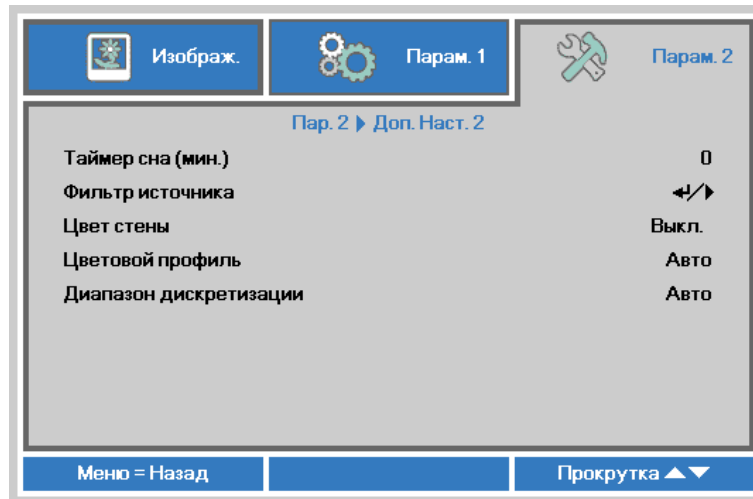 Изображ. Парам. 1 Парам. 2
Пар. 2 Доп. Наст. 2
Таймер сна (мин.) 0
Фильтр источника
Цвет стены Выкл.
Цветовой профиль Авто
Диапазон дискретизации Авто
Меню = Назад Прокрутка